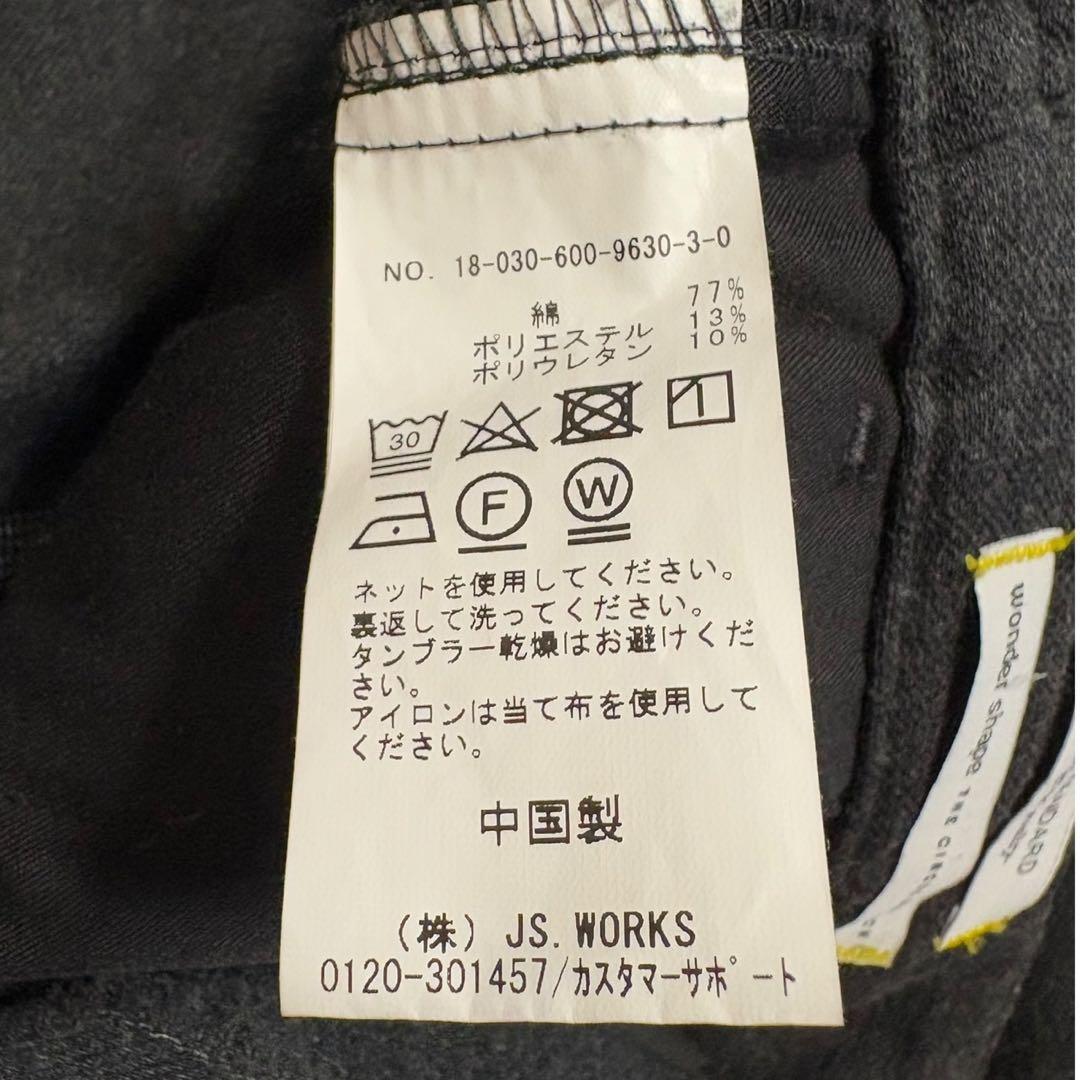 NO. 18-030-600-9630-3-0
綿 77%
ポリエステル 13%
ポリウレタン 10%
30
F
W
ネットを使用してください。
裏返して洗ってください。
タンブラー乾燥はお避けくだ
さい。
アイロンは当て布を使用して
ください。
中国製
(株) JS. WORKS
0120-301457/カスタマーサポート
wonder shape THE